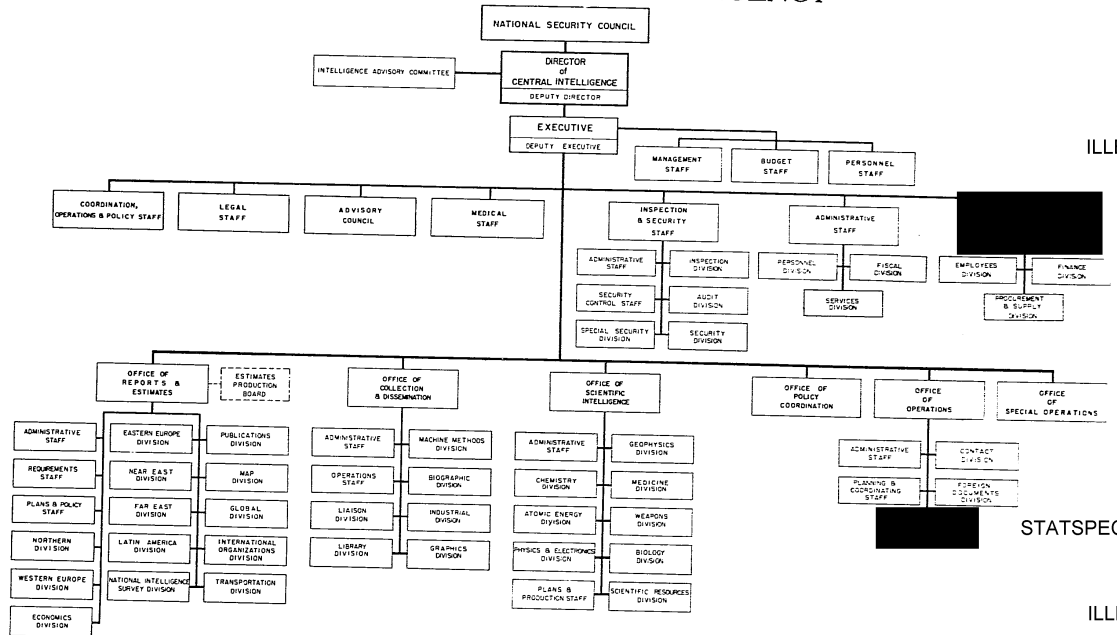 NATIONAL SECURITY COUNCIL
INTELLIGENCE ADVISORY COMMITTEE
DIRECTOR
of
CENTRAL INTELLIGENCE
DEPUTY DIRECTOR
EXECUTIVE
DEPUTY EXECUTIVE
MANAGEMENT
STAFF
BUDGET
STAFF
PERSONNEL
STAFF
COORDINATION,
OPERATIONS & POLICY STAFF
LEGAL
STAFF
ADVISORY
COUNCIL
MEDICAL
STAFF
INSPECTION
& SECURITY
STAFF
ADMINISTRATIVE
STAFF
INSPECTION
DIVISION
SECURITY
CONTROL STAFF
AUDIT
DIVISION
SPECIAL SECURITY
DIVISION
SECURITY
DIVISION
ADMINISTRATIVE
STAFF
PERSONNEL
DIVISION
FISCAL
DIVISION
SERVICES
DIVISION
EMPLOYEES
DIVISION
FINANCE
DIVISION
PROCUREMENT
& SUPPLY
DIVISION
OFFICE OF
REPORTS &
ESTIMATES
ESTIMATES
PRODUCTION
BOARD
ADMINISTRATIVE
STAFF
EASTERN EUROPE
DIVISION
PUBLICATIONS
DIVISION
REQUIREMENTS
STAFF
NEAR EAST
DIVISION
MAP
DIVISION
PLANS & POLICY
STAFF
FAR EAST
DIVISION
GLOBAL
DIVISION
NORTHERN
DIVISION
LATIN AMERICA
DIVISION
INTERNATIONAL
ORGANIZATIONS
DIVISION
WESTERN EUROPE
DIVISION
NATIONAL INTELLIGENCE
SURVEY DIVISION
TRANSPORTATION
DIVISION
ECONOMICS
DIVISION
OFFICE OF
COLLECTION
& DISSEMINATION
ADMINISTRATIVE
STAFF
MACHINE METHODS
DIVISION
OPERATIONS
STAFF
BIOGRAPHIC
DIVISION
LIAISON
DIVISION
INDUSTRIAL
DIVISION
LIBRARY
DIVISION
GRAPHICS
DIVISION
OFFICE OF
SCIENTIFIC
INTELLIGENCE
ADMINISTRATIVE
STAFF
GEOPHYSICS
DIVISION
CHEMISTRY
DIVISION
MEDICINE
DIVISION
ATOMIC ENERGY
DIVISION
WEAPONS
DIVISION
PHYSICS & ELECTRONICS
DIVISION
BIOLOGY
DIVISION
PLANS &
PRODUCTION STAFF
SCIENTIFIC RESOURCES
DIVISION
OFFICE OF
POLICY
COORDINATION
OFFICE
OF
OPERATIONS
ADMINISTRATIVE
STAFF
CONTACT
DIVISION
PLANNING &
COORDINATING
STAFF
FOREIGN
DOCUMENTS
DIVISION
OFFICE
OF
SPECIAL OPERATIONS
STATSPEC